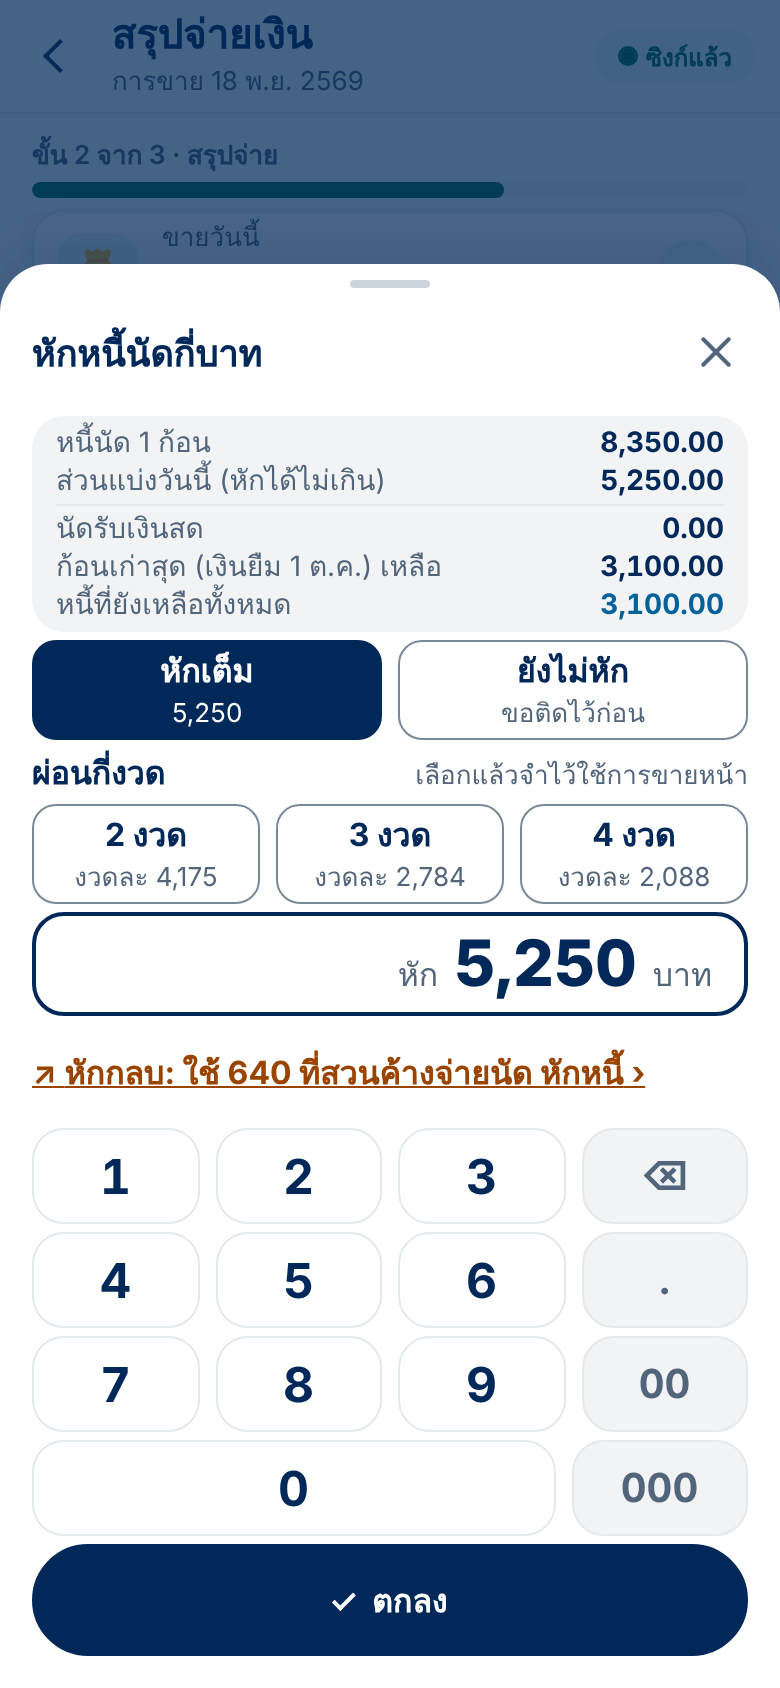 สรุปจ่ายเงิน
การขาย 18 พ.ย. 2569
ซิงก์แล้ว
ขั้น 2 จาก 3 · สรุปจ่าย
ขายวันนี้
หักหนี้นัดกี่บาท
หนี้นัด 1 ก้อน 8,350.00
ส่วนแบ่งวันนี้ (หักได้ไม่เกิน) 5,250.00
นัดรับเงินสด 0.00
ก้อนเก่าสุด (เงินยืม 1 ต.ค.) เหลือ 3,100.00
หนี้ที่ยังเหลือทั้งหมด 3,100.00
หักเต็ม ยังไม่หัก
5,250 ขอติดไว้ก่อน
ผ่อนกี่งวด เลือกแล้วจำไว้ใช้การขายหน้า
2 งวด 3 งวด 4 งวด
งวดละ 4,175 งวดละ 2,784 งวดละ 2,088
หัก 5,250 บาท
↗ หักกลบ: ใช้ 640 ที่สวนค้างจ่ายนัด หักหนี้ ›
1 2 3
4 5 6 .
7 8 9 00
0 000
✓ ตกลง